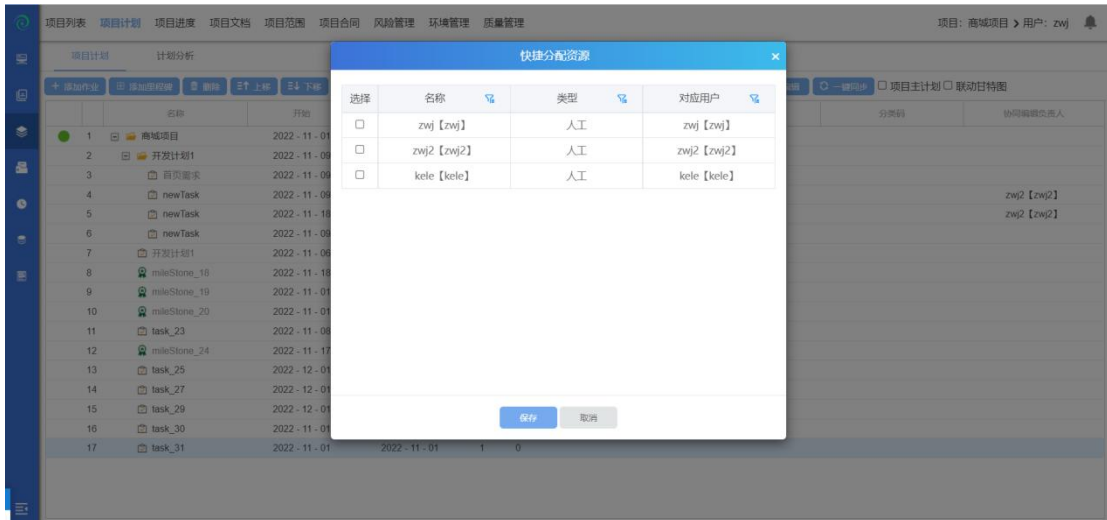 项目列表 项目计划 项目进度 项目文档 项目范围 项目合同 风险管理 环境管理 质量管理 项目：商城项目 ❯ 用户：zwj
项目计划 计划分析
快捷分配资源 ×
+ 添加作业 添加里程碑 删除 上移 下移 一键同步 项目主计划 联动甘特图
名称 开始 分类码 协同编辑负责人
选择 名称 类型 对应用户
zwj【zwj】 人工 zwj【zwj】
zwj2【zwj2】 人工 zwj2【zwj2】
kele【kele】 人工 kele【kele】
1 商城项目 2022 - 11 - 01
2 开发计划1 2022 - 11 - 09
3 首页需求 2022 - 11 - 09
4 newTask 2022 - 11 - 09 zwj2【zwj2】
5 newTask 2022 - 11 - 18 zwj2【zwj2】
6 newTask 2022 - 11 - 09
7 开发计划1 2022 - 11 - 06
8 mileStone_18 2022 - 11 - 18
9 mileStone_19 2022 - 11 - 01
10 mileStone_20 2022 - 11 - 01
11 task_23 2022 - 11 - 08
12 mileStone_24 2022 - 11 - 17
13 task_25 2022 - 12 - 01
14 task_27 2022 - 12 - 01
15 task_29 2022 - 12 - 01
16 task_30 2022 - 11 - 01
保存 取消
17 task_31 2022 - 11 - 01 2022 - 11 - 01 1 0